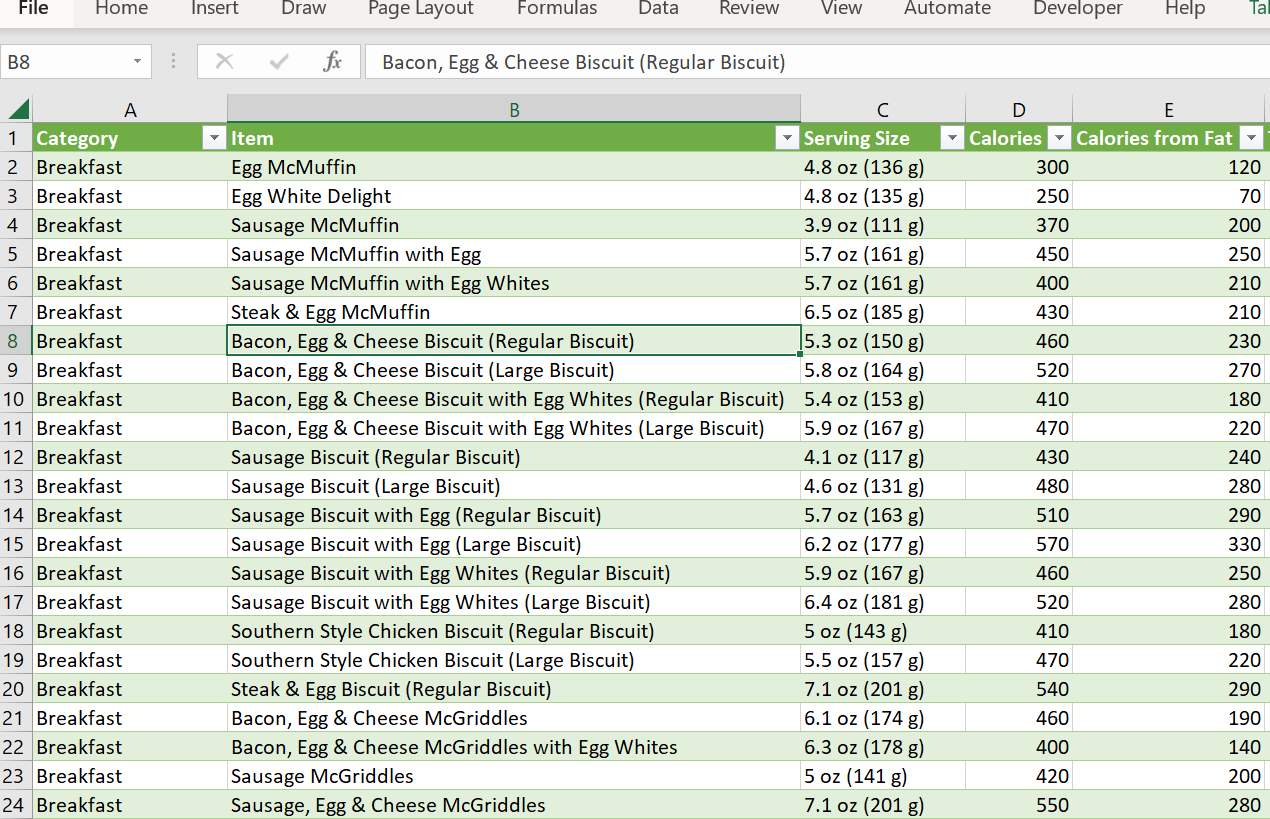 File Home Insert Draw Page Layout Formulas Data Review View Automate Developer Help
B8 fx Bacon, Egg & Cheese Biscuit (Regular Biscuit)
A B C D E
1 Category Item Serving Size Calories Calories from Fat
2 Breakfast Egg McMuffin 4.8 oz (136 g) 300 120
3 Breakfast Egg White Delight 4.8 oz (135 g) 250 70
4 Breakfast Sausage McMuffin 3.9 oz (111 g) 370 200
5 Breakfast Sausage McMuffin with Egg 5.7 oz (161 g) 450 250
6 Breakfast Sausage McMuffin with Egg Whites 5.7 oz (161 g) 400 210
7 Breakfast Steak & Egg McMuffin 6.5 oz (185 g) 430 210
8 Breakfast Bacon, Egg & Cheese Biscuit (Regular Biscuit) 5.3 oz (150 g) 460 230
9 Breakfast Bacon, Egg & Cheese Biscuit (Large Biscuit) 5.8 oz (164 g) 520 270
10 Breakfast Bacon, Egg & Cheese Biscuit with Egg Whites (Regular Biscuit) 5.4 oz (153 g) 410 180
11 Breakfast Bacon, Egg & Cheese Biscuit with Egg Whites (Large Biscuit) 5.9 oz (167 g) 470 220
12 Breakfast Sausage Biscuit (Regular Biscuit) 4.1 oz (117 g) 430 240
13 Breakfast Sausage Biscuit (Large Biscuit) 4.6 oz (131 g) 480 280
14 Breakfast Sausage Biscuit with Egg (Regular Biscuit) 5.7 oz (163 g) 510 290
15 Breakfast Sausage Biscuit with Egg (Large Biscuit) 6.2 oz (177 g) 570 330
16 Breakfast Sausage Biscuit with Egg Whites (Regular Biscuit) 5.9 oz (167 g) 460 250
17 Breakfast Sausage Biscuit with Egg Whites (Large Biscuit) 6.4 oz (181 g) 520 280
18 Breakfast Southern Style Chicken Biscuit (Regular Biscuit) 5 oz (143 g) 410 180
19 Breakfast Southern Style Chicken Biscuit (Large Biscuit) 5.5 oz (157 g) 470 220
20 Breakfast Steak & Egg Biscuit (Regular Biscuit) 7.1 oz (201 g) 540 290
21 Breakfast Bacon, Egg & Cheese McGriddles 6.1 oz (174 g) 460 190
22 Breakfast Bacon, Egg & Cheese McGriddles with Egg Whites 6.3 oz (178 g) 400 140
23 Breakfast Sausage McGriddles 5 oz (141 g) 420 200
24 Breakfast Sausage, Egg & Cheese McGriddles 7.1 oz (201 g) 550 280